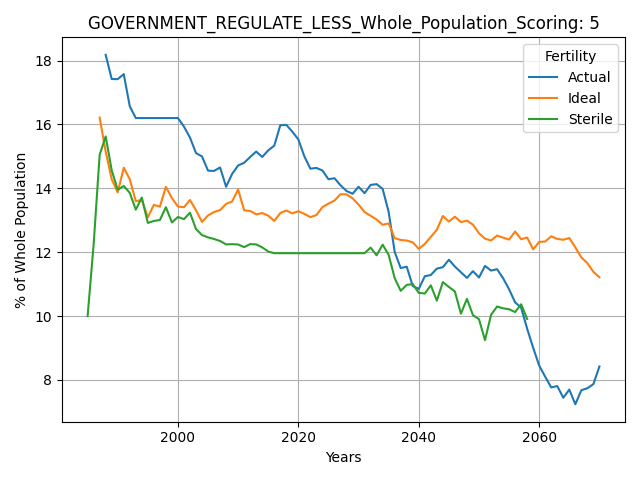 GOVERNMENT_REGULATE_LESS_Whole_Population_Scoring: 5
Fertility
Actual
Ideal
Sterile
% of Whole Population
18
16
14
12
10
8
2000 2020 2040 2060
Years